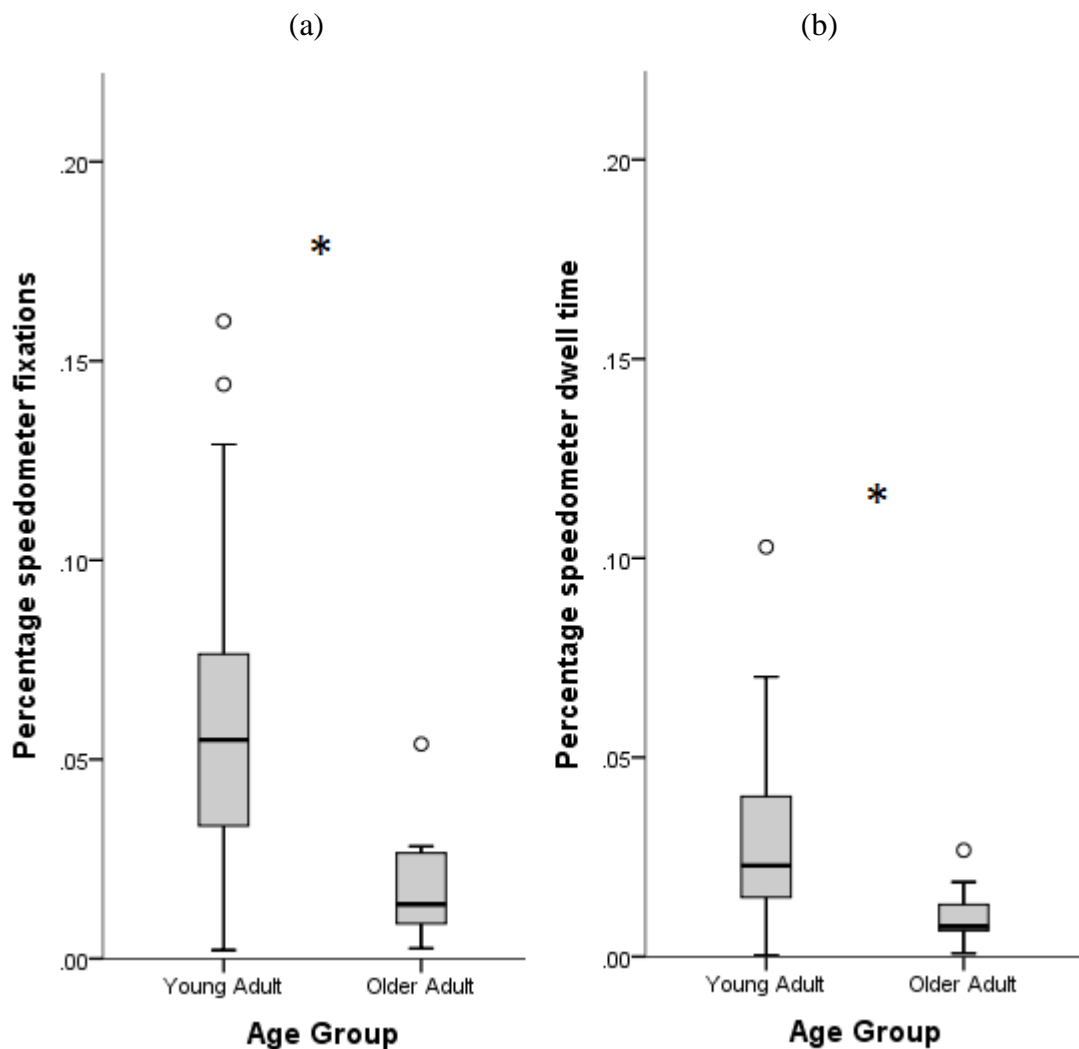 (a)
Percentage speedometer fixations
.20
.15
.10
.05
.00
*
Young Adult
Older Adult
Age Group
(b)
Percentage speedometer dwell time
.20
.15
.10
.05
.00
*
Young Adult
Older Adult
Age Group